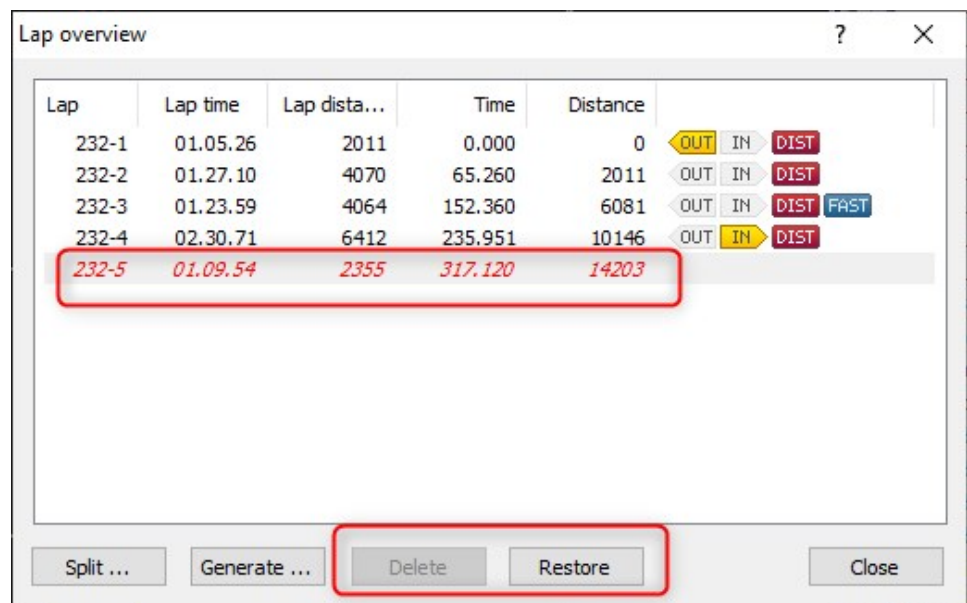 Lap overview ?
Lap Lap time Lap dista... Time Distance
232-1 01.05.26 2011 0.000 0 OUT IN DIST
232-2 01.27.10 4070 65.260 2011 OUT IN DIST
232-3 01.23.59 4064 152.360 6081 OUT IN DIST FAST
232-4 02.30.71 6412 235.951 10146 OUT IN DIST
232-5 01.09.54 2355 317.120 14203
Split ... Generate ... Delete Restore Close